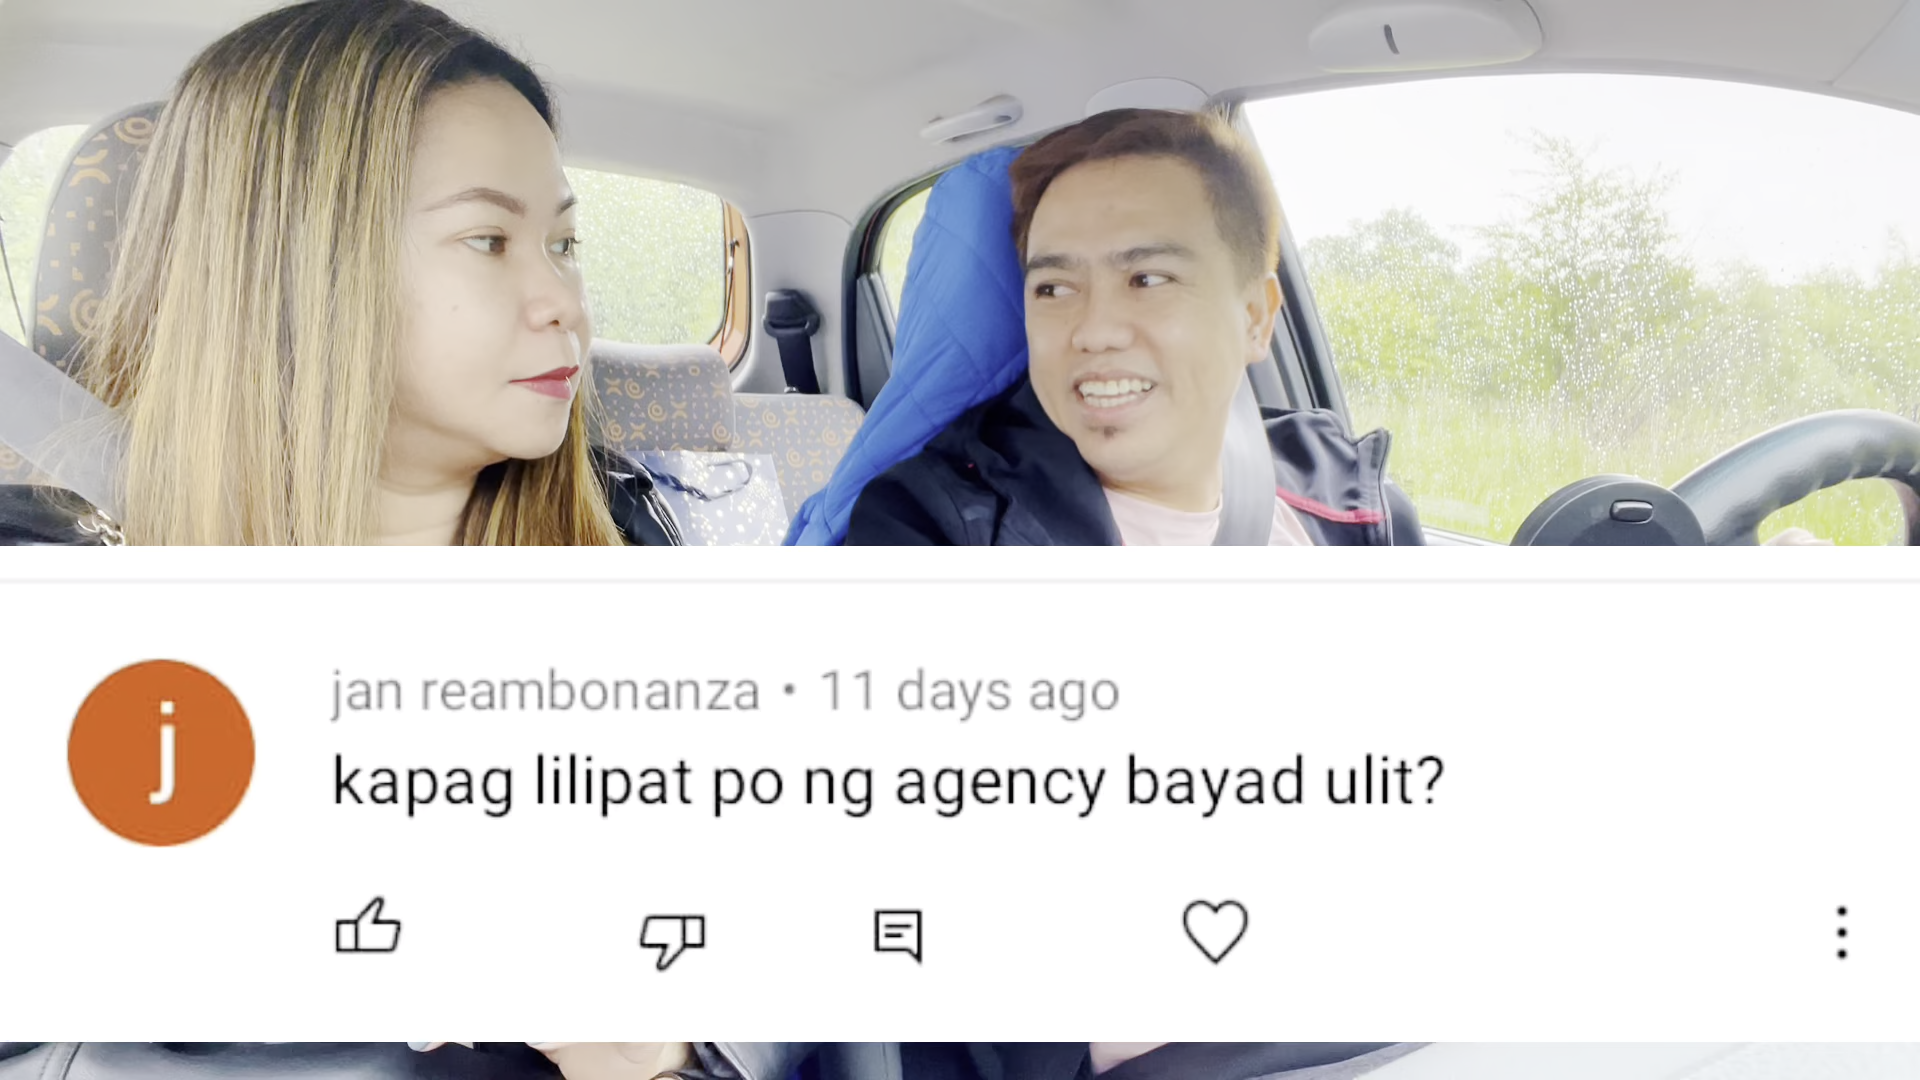 j
jan reambonanza • 11 days ago
kapag lilipat po ng agency bayad ulit?